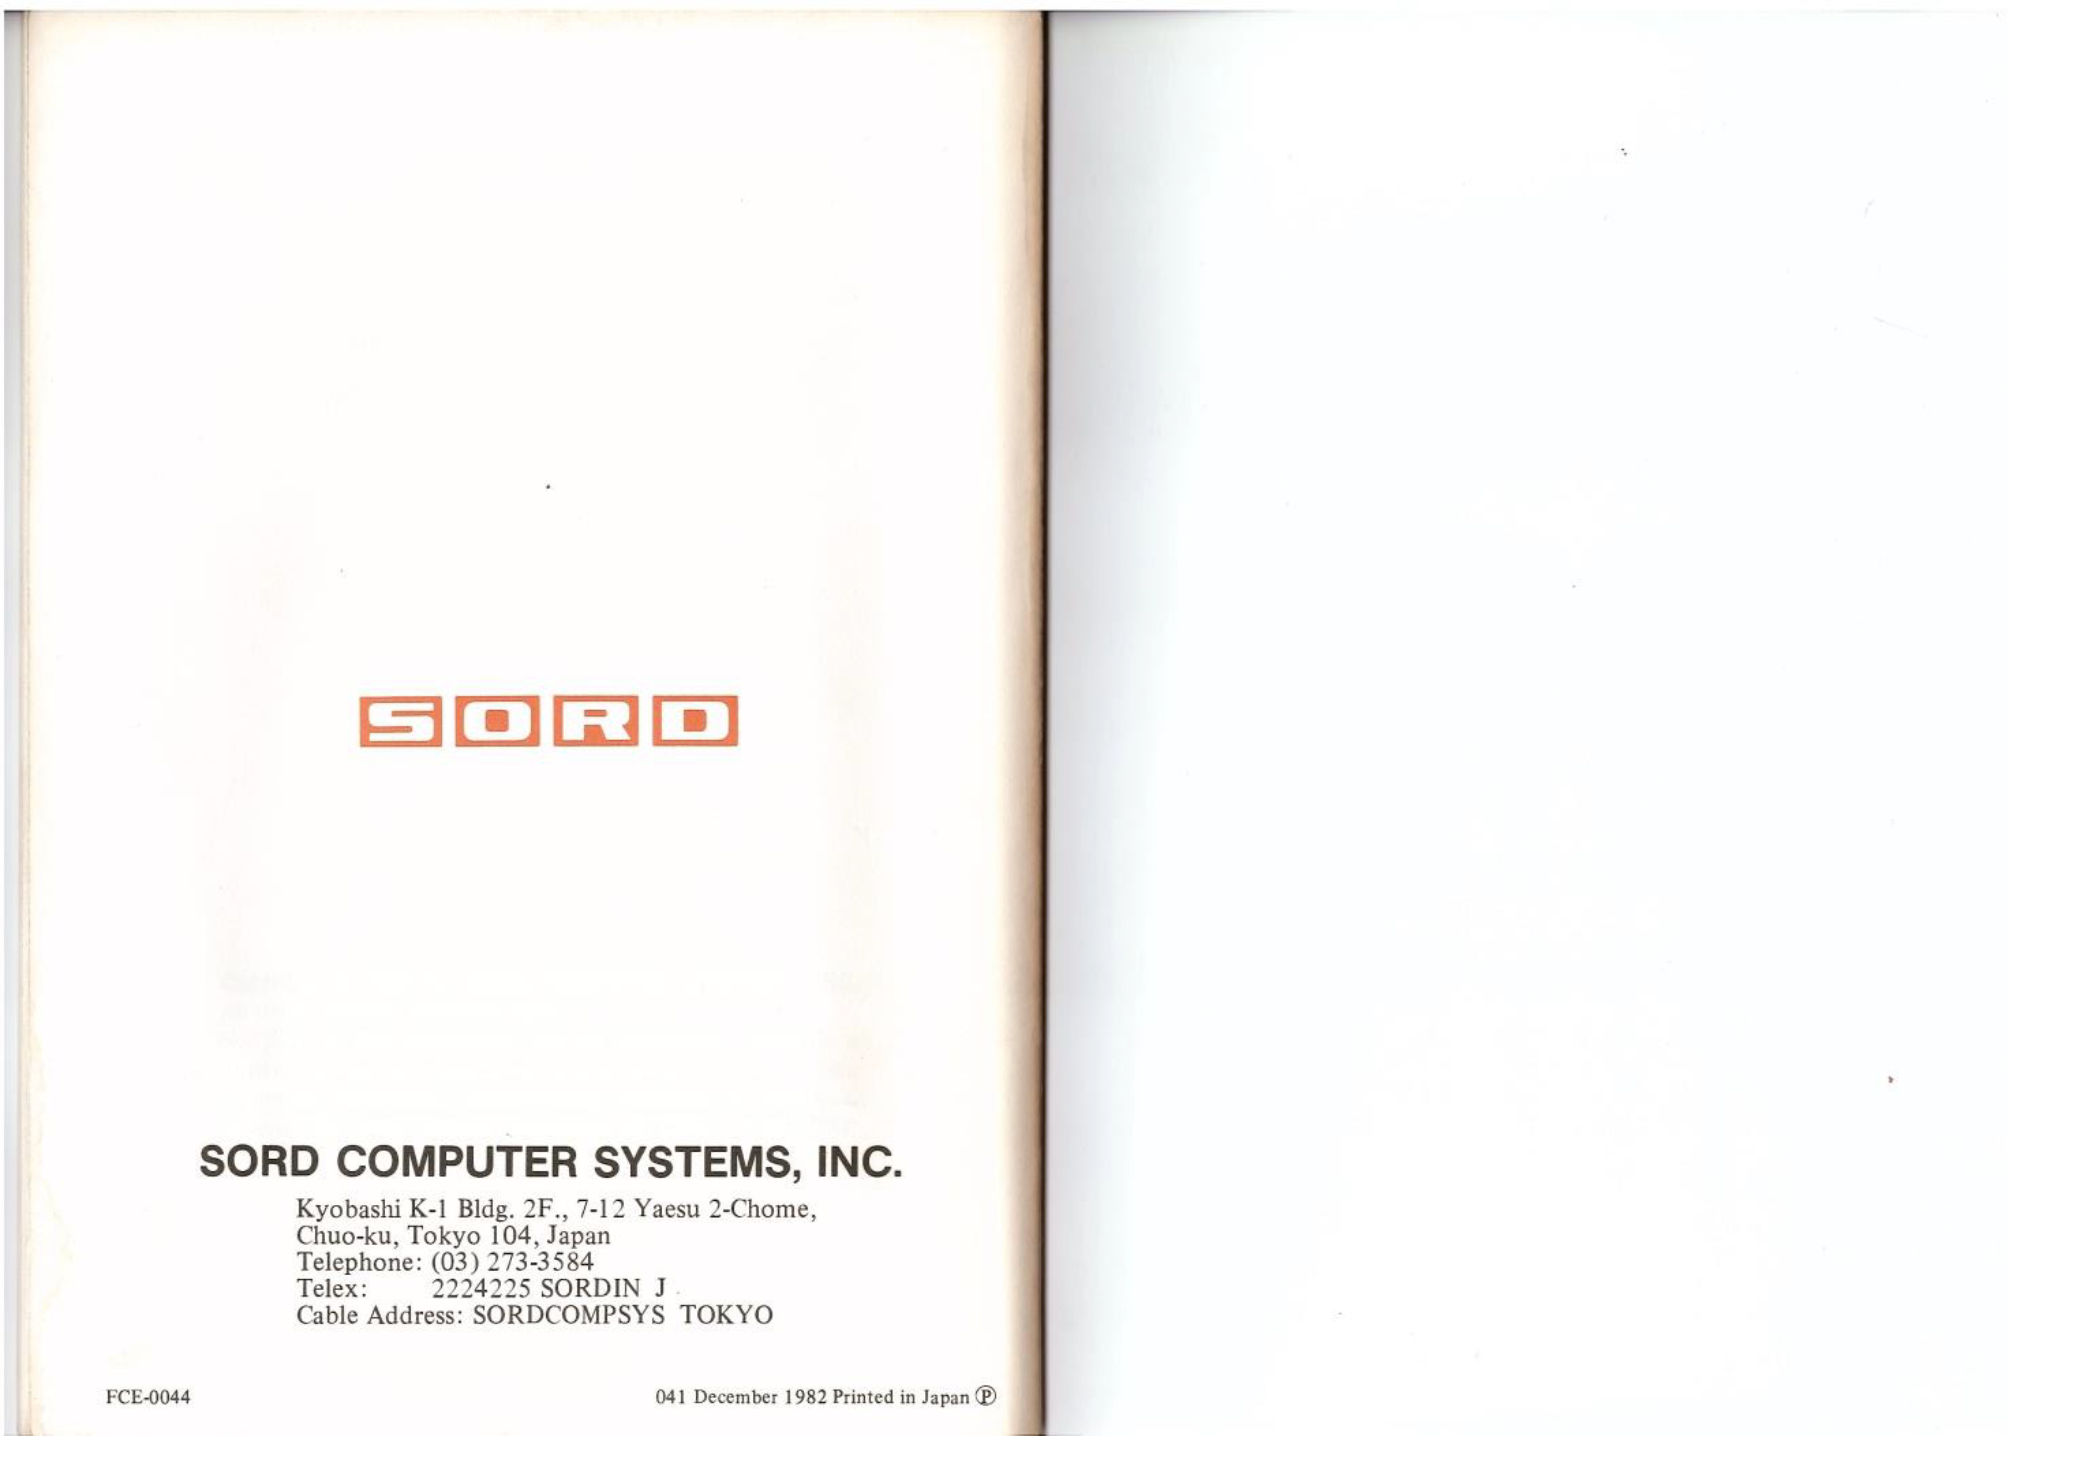 SORD
SORD COMPUTER SYSTEMS, INC.
Kyobashi K-1 Bldg. 2F., 7-12 Yaesu 2-Chome,
Chuo-ku, Tokyo 104, Japan
Telephone: (03) 273-3584
Telex: 2224225 SORDIN J
Cable Address: SORDCOMPSYS TOKYO
FCE-0044
041 December 1982 Printed in Japan Ⓟ